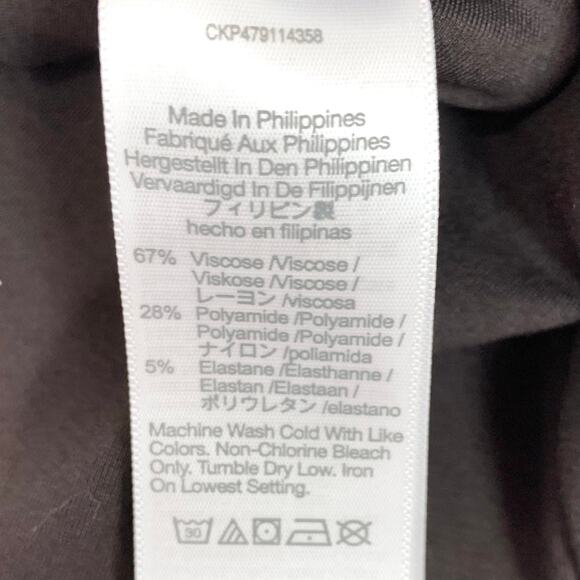 CKP479114358
Made In Philippines
Fabriqué Aux Philippines
Hergestellt In Den Philippinen
Vervaardigd In De Filippijnen
フィリピン製
hecho en filipinas
67% Viscose /Viscose /
Viskose /Viscose /
レーヨン /viscosa
28% Polyamide /Polyamide /
Polyamide /Polyamide /
ナイロン /poliamida
5% Elastane /Elasthanne /
Elastan /Elastaan /
ポリウレタン /elastano
Machine Wash Cold With Like
Colors. Non-Chlorine Bleach
Only. Tumble Dry Low. Iron
On Lowest Setting.
30